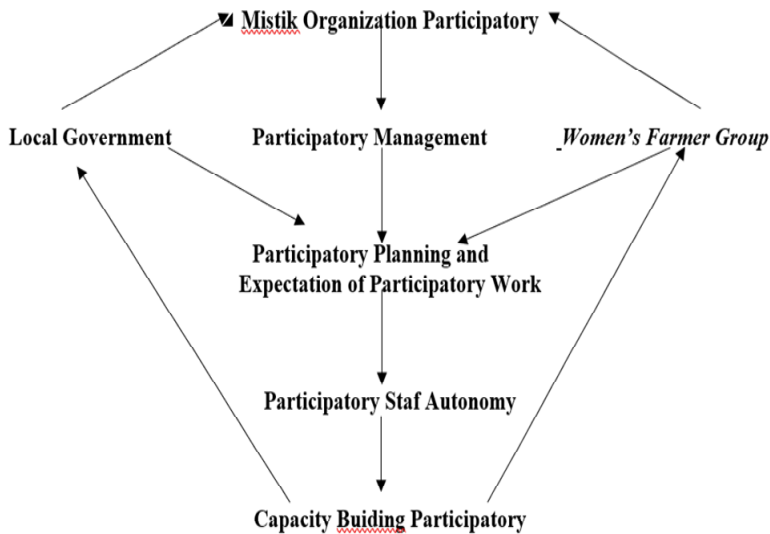 Mistik Organization Participatory
Local Government
Participatory Management
Women's Farmer Group
Participatory Planning and
Expectation of Participatory Work
Participatory Staf Autonomy
Capacity Buiding Participatory